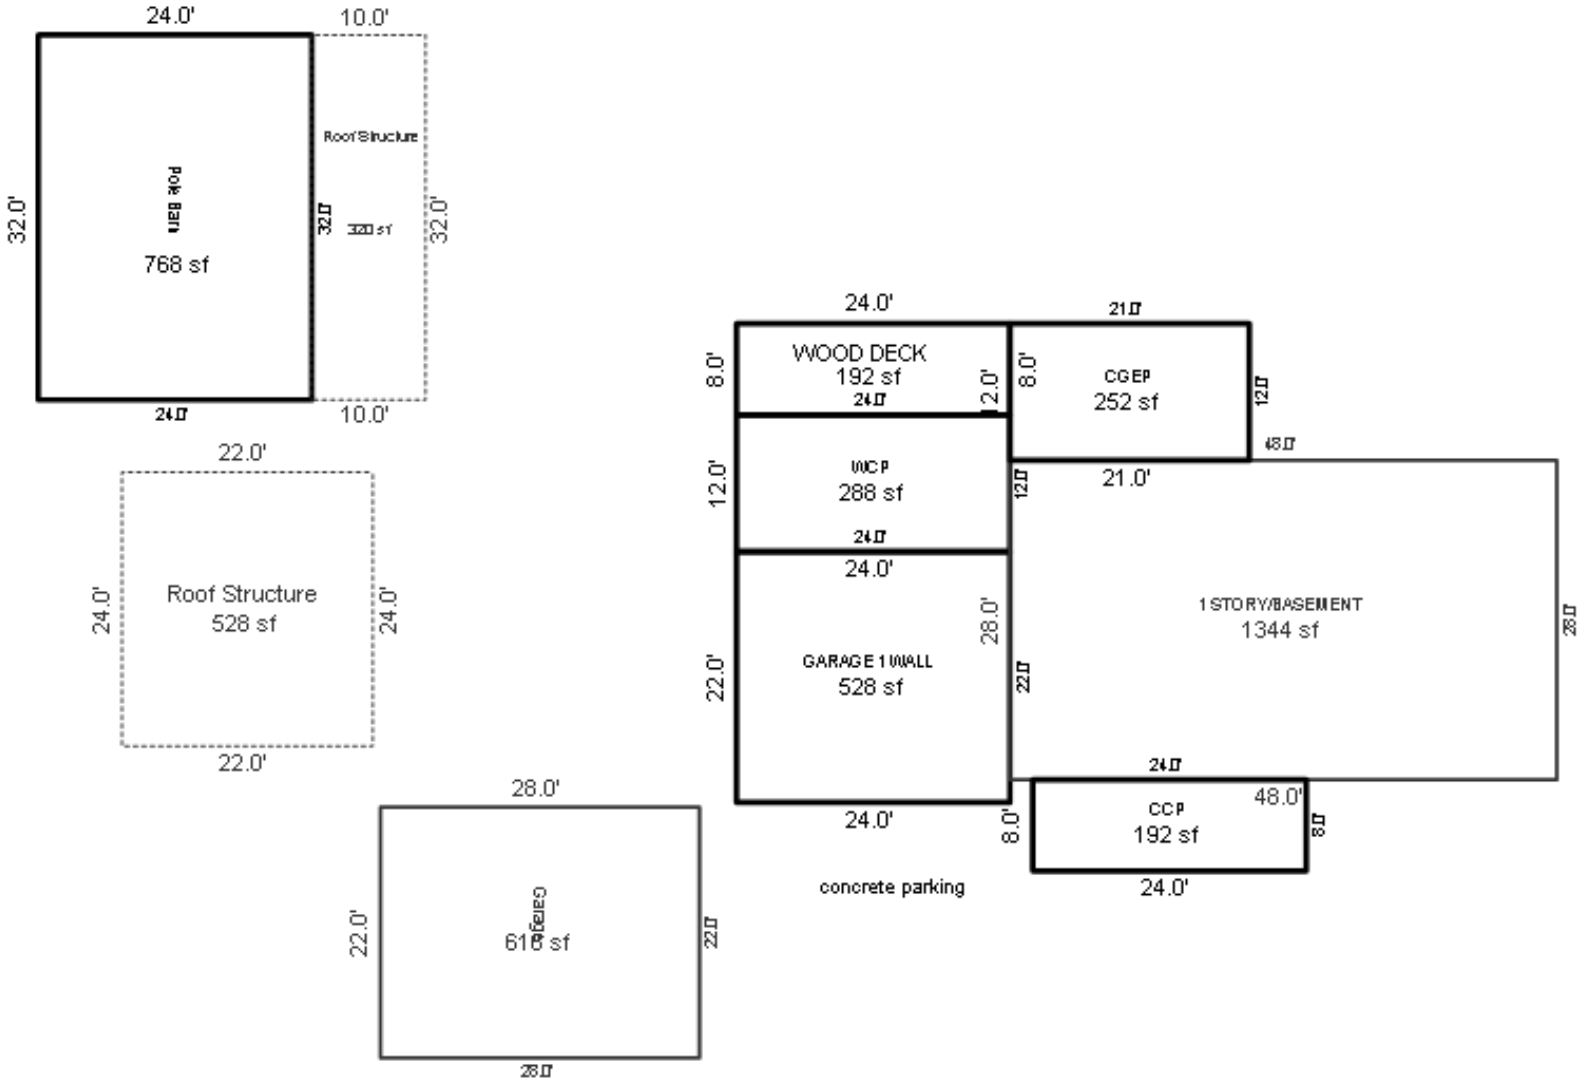 24.0'
10.0'
Roof Structure
Pole Barn
32.0'
32.0'
320 sf
32.0'
768 sf
24.0'
10.0'
22.0'
24.0'
Roof Structure
528 sf
24.0'
22.0'
24.0'
21.0'
8.0'
WOOD DECK
192 sf
12.0'
8.0'
CGEP
252 sf
12.0'
24.0'
48.0'
12.0'
WCP
288 sf
12.0'
21.0'
24.0'
24.0'
28.0'
1 STORY/BASEMENT
1344 sf
28.0'
22.0'
GARAGE 1 WALL
528 sf
22.0'
24.0'
48.0'
24.0'
8.0'
CCP
192 sf
8.0'
24.0'
concrete parking
28.0'
22.0'
Garage
616 sf
22.0'
28.0'